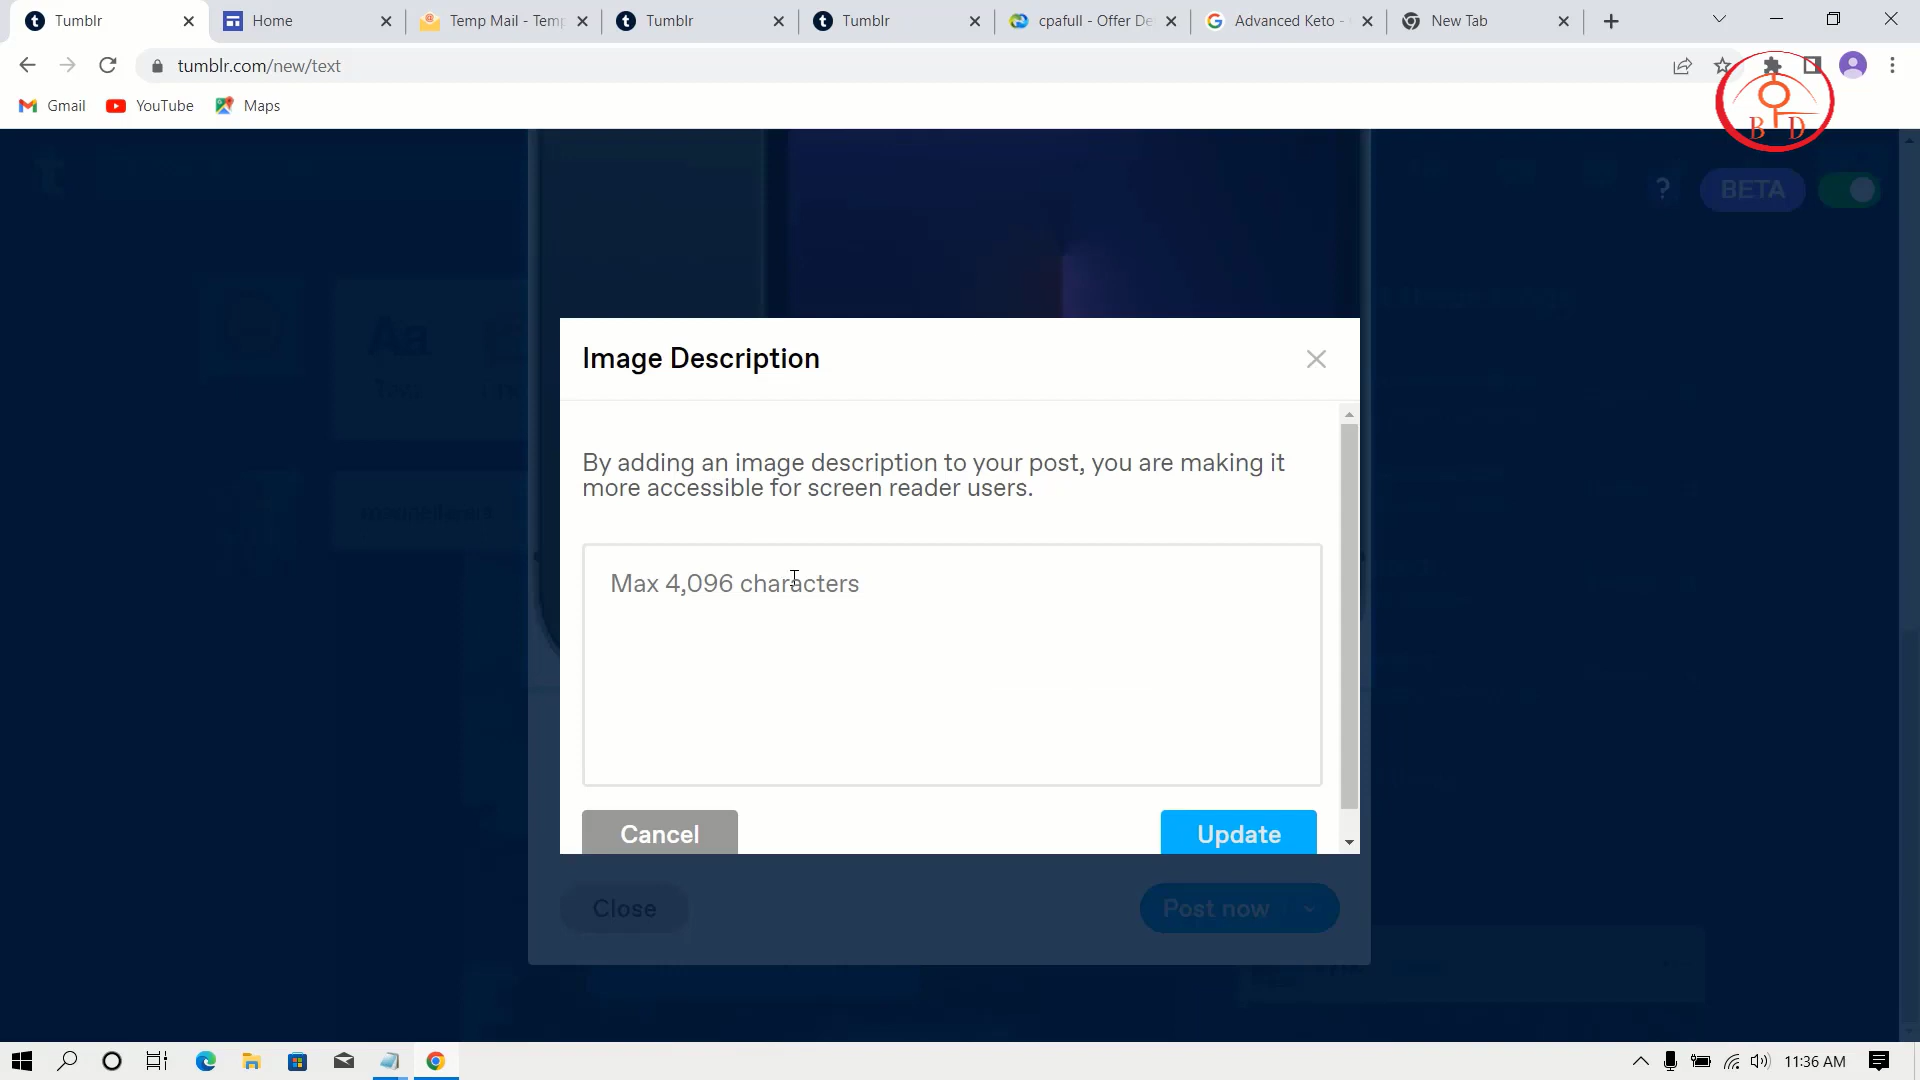 Tumblr
Home
Temp Mail - Temp
Tumblr
Tumblr
cpafull - Offer De
Advanced Keto -
New Tab
tumblr.com/new/text
Gmail
YouTube
Maps
B D
?
BETA
Aa
Text
Image Description
By adding an image description to your post, you are making it
more accessible for screen reader users.
Max 4,096 characters
Cancel
Update
Close
Post now
11:36 AM